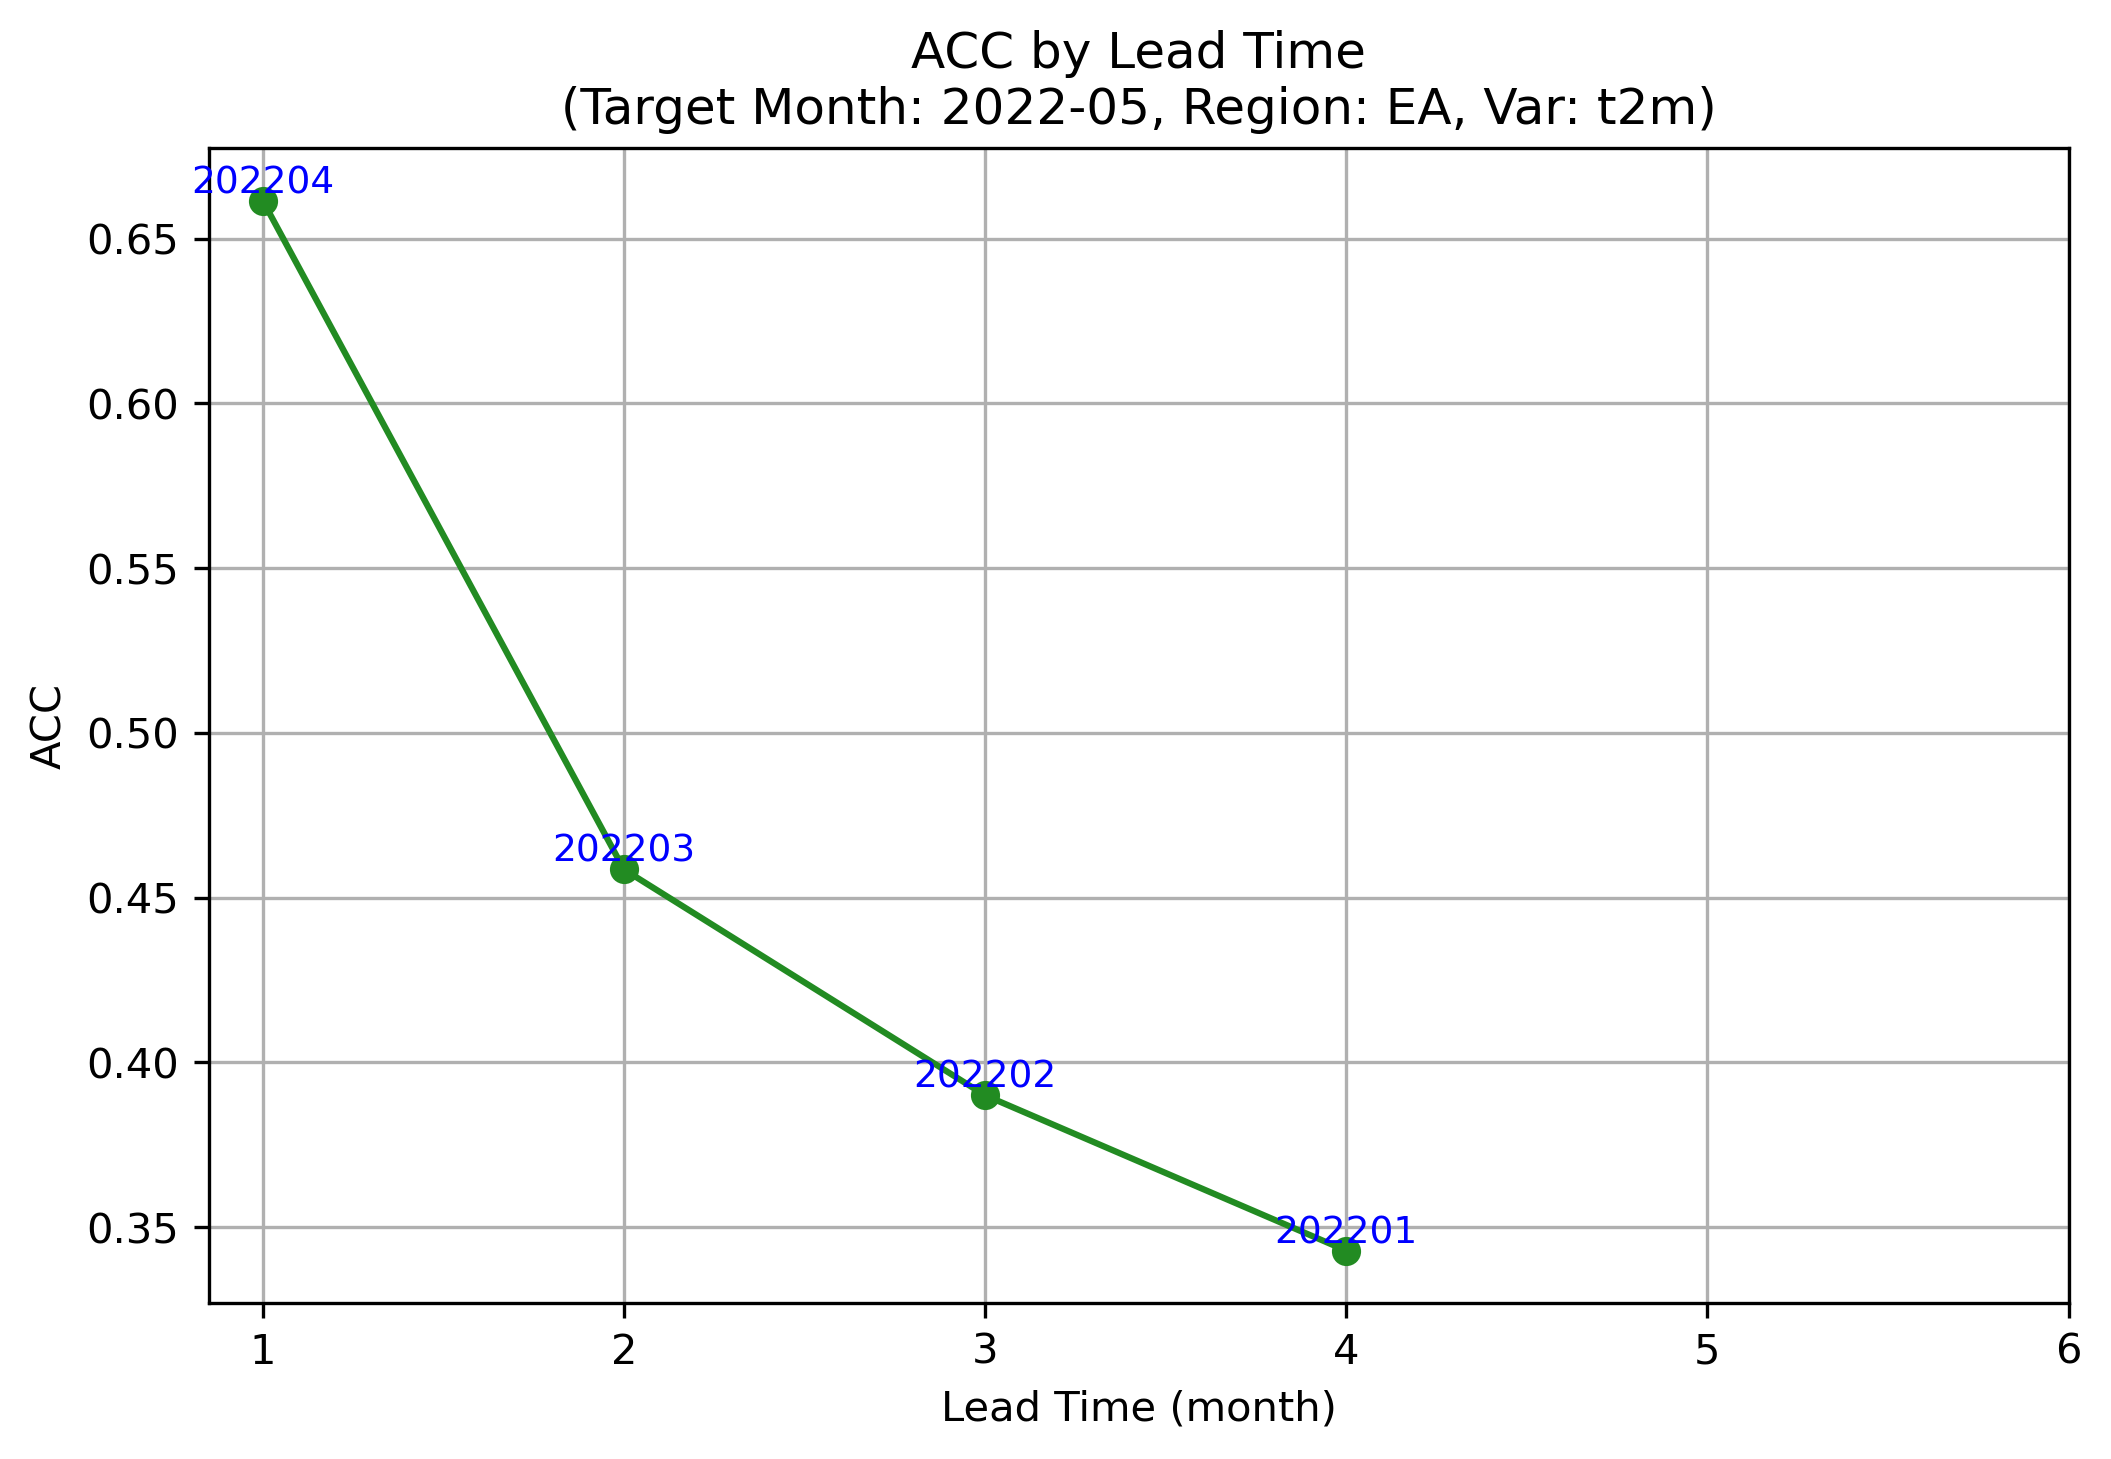 ACC by Lead Time
(Target Month: 2022-05, Region: EA, Var: t2m)
202204
0.65
0.60
0.55
0.50
ACC
202203
0.45
0.40
202202
0.35
202201
1 2 3 4 5 6
Lead Time (month)